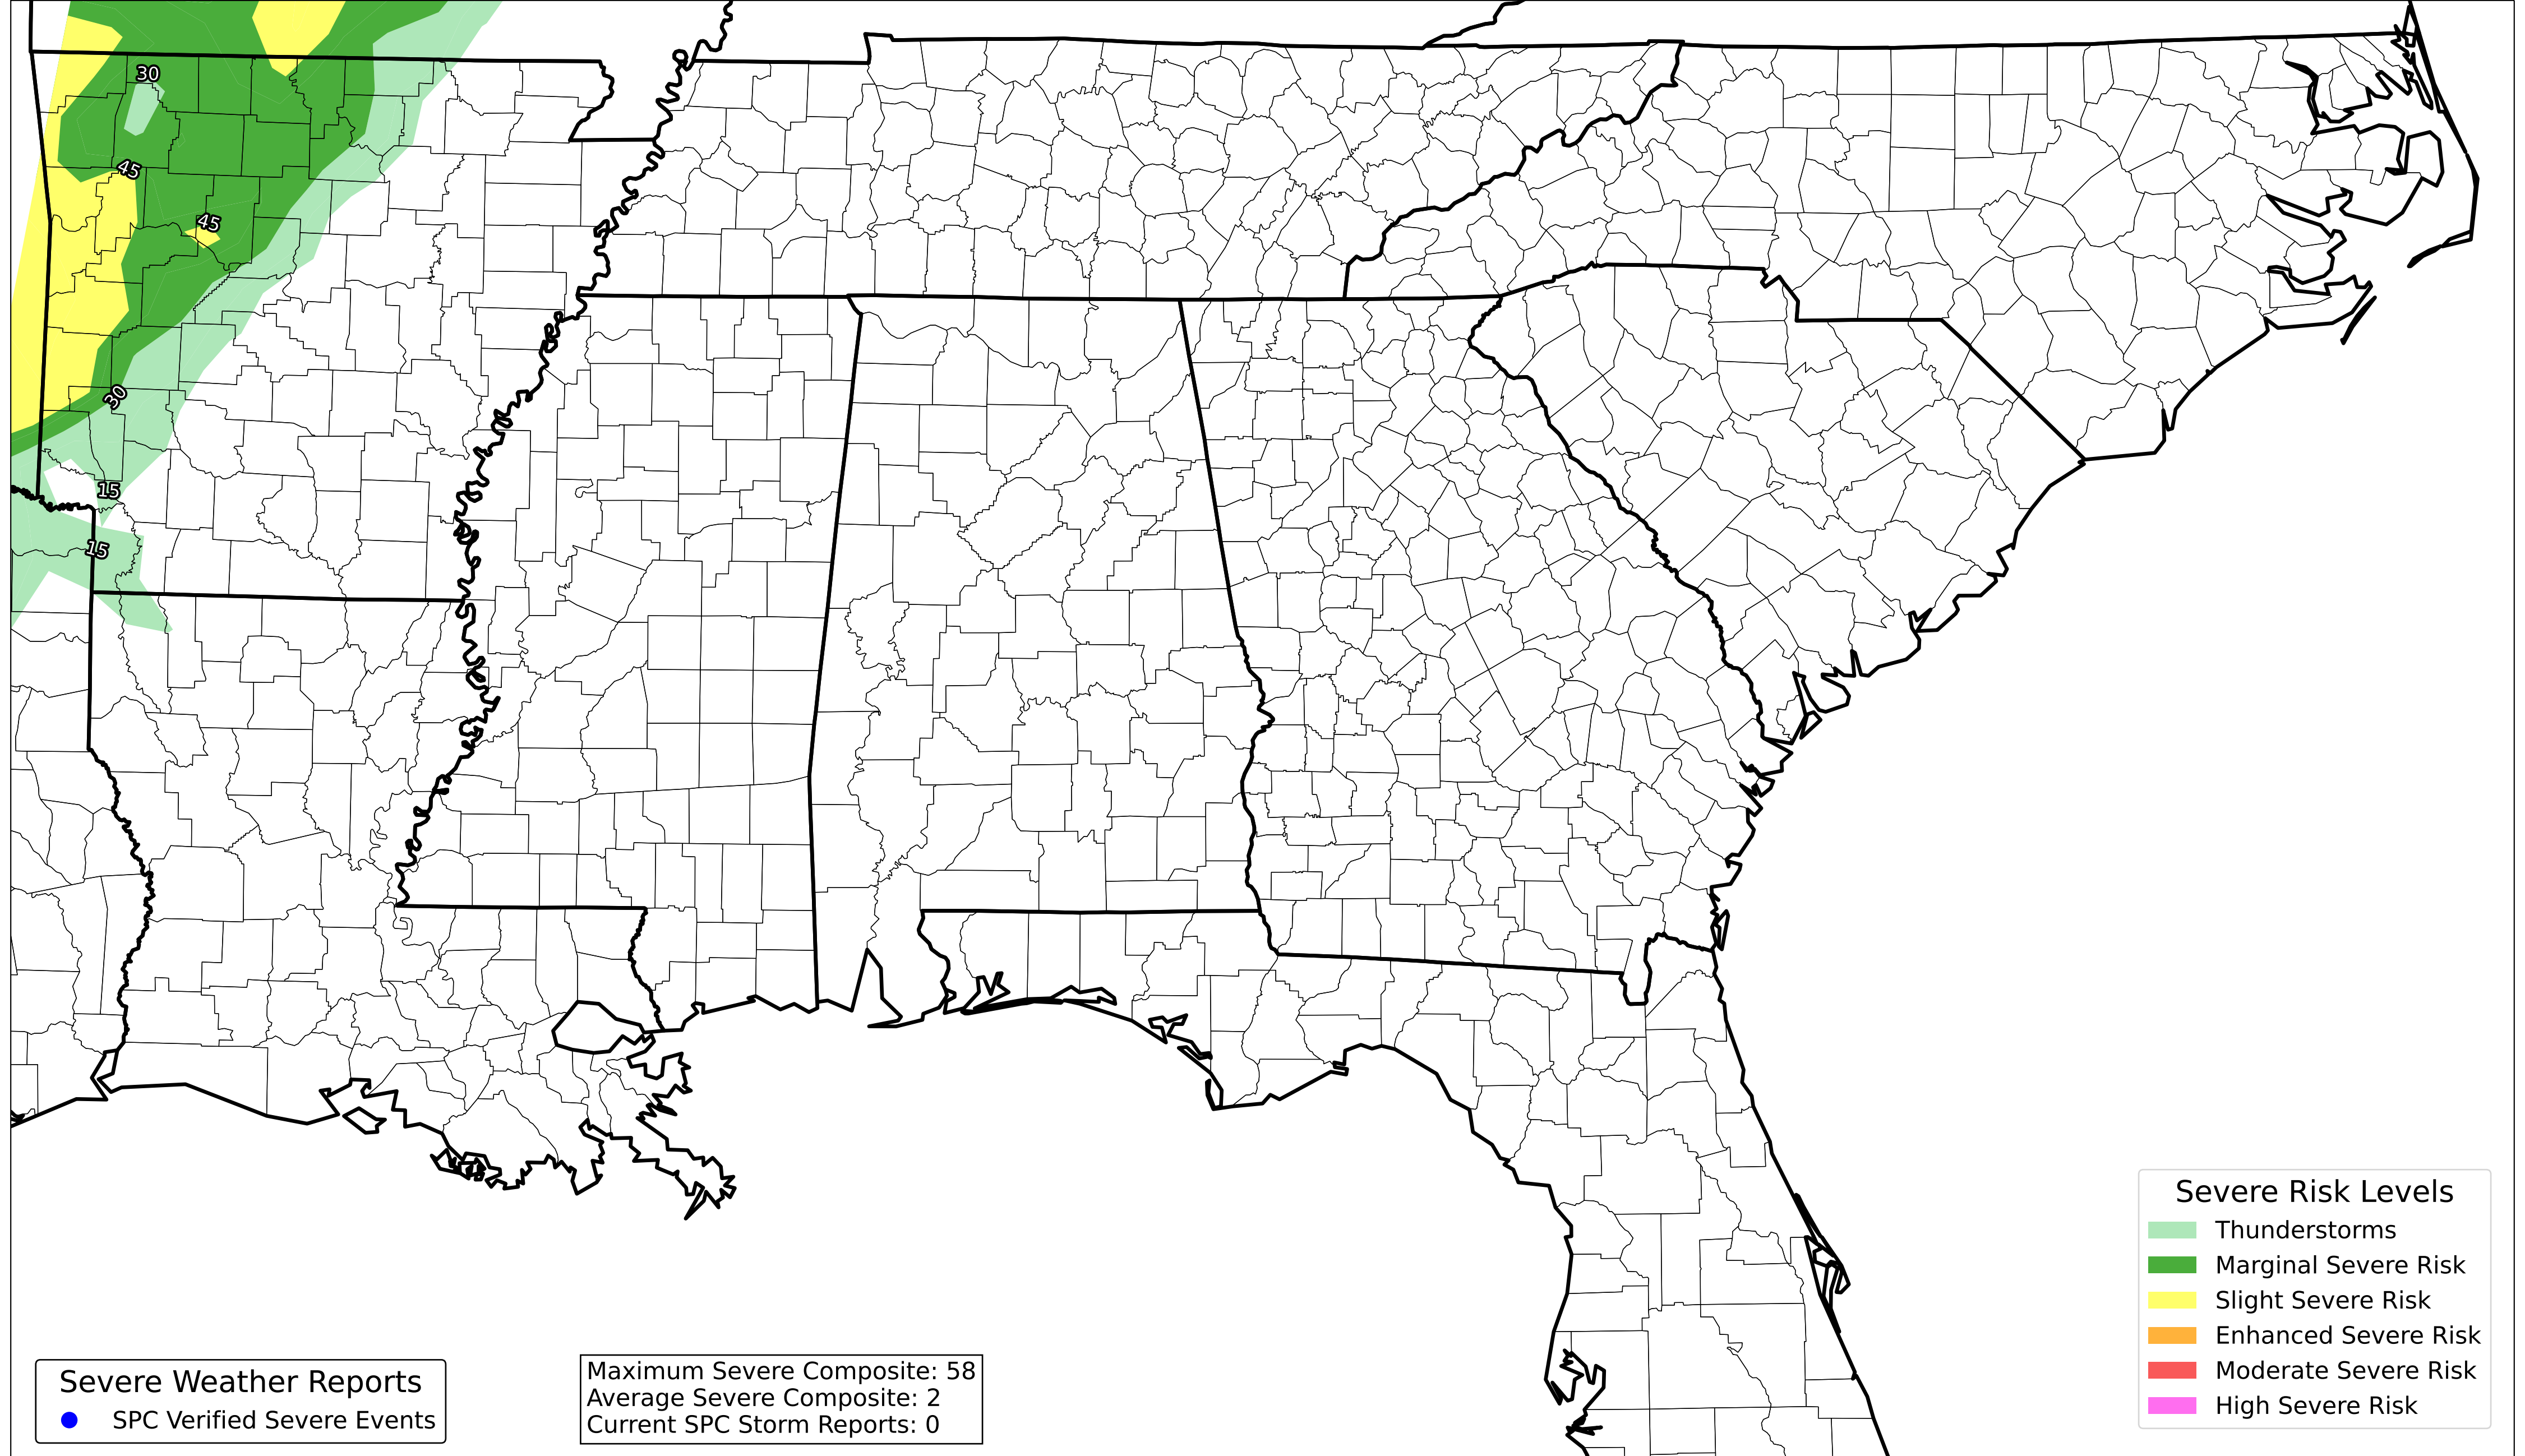 30
45
45
30
15
15
Severe Risk Levels
Thunderstorms
Marginal Severe Risk
Slight Severe Risk
Enhanced Severe Risk
Moderate Severe Risk
High Severe Risk
Severe Weather Reports
SPC Verified Severe Events
Maximum Severe Composite: 58
Average Severe Composite: 2
Current SPC Storm Reports: 0